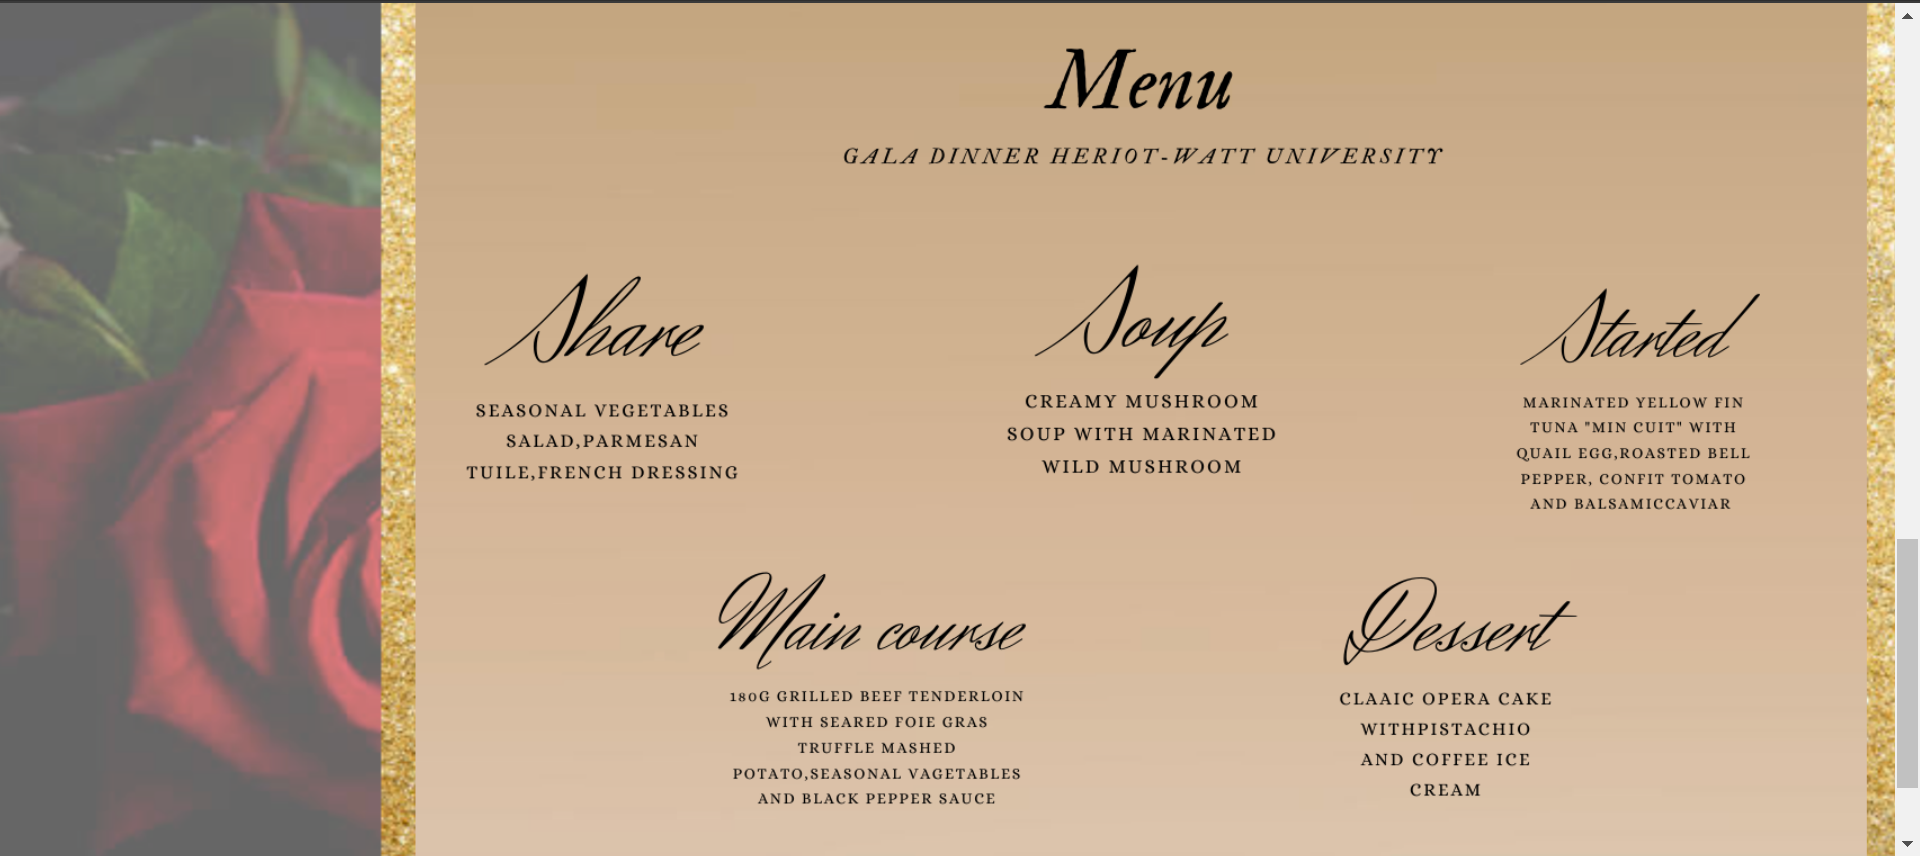 Menu
GALA DINNER HERIOT-WATT UNIVERSITY
Share
SEASONAL VEGETABLES
SALAD,PARMESAN
TUILE,FRENCH DRESSING
Soup
CREAMY MUSHROOM
SOUP WITH MARINATED
WILD MUSHROOM
Started
MARINATED YELLOW FIN
TUNA "MIN CUIT" WITH
QUAIL EGG,ROASTED BELL
PEPPER, CONFIT TOMATO
AND BALSAMICCAVIAR
Main course
180G GRILLED BEEF TENDERLOIN
WITH SEARED FOIE GRAS
TRUFFLE MASHED
POTATO,SEASONAL VAGETABLES
AND BLACK PEPPER SAUCE
Dessert
CLAAIC OPERA CAKE
WITHPISTACHIO
AND COFFEE ICE
CREAM